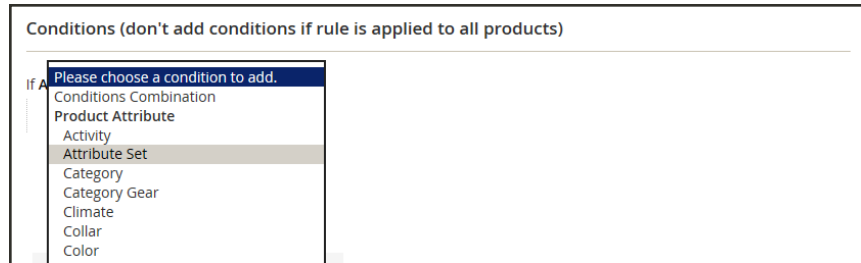 Conditions (don't add conditions if rule is applied to all products)
If A
Please choose a condition to add.
Conditions Combination
Product Attribute
Activity
Attribute Set
Category
Category Gear
Climate
Collar
Color